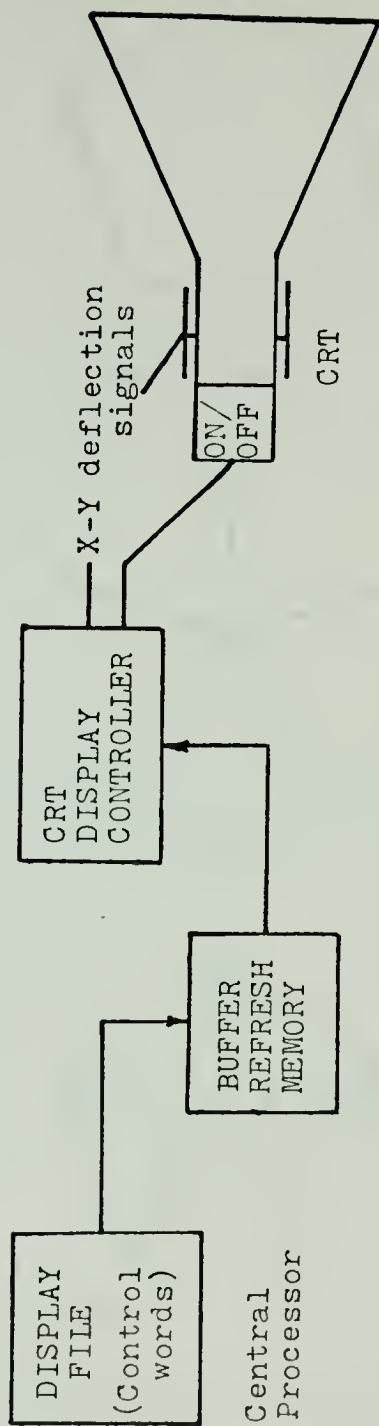 DISPLAY
FILE
(Control
words)
Central
Processor
BUFFER
REFRESH
MEMORY
CRT
DISPLAY
CONTROLLER
X-Y deflection
signals
ON/
OFF
CRT